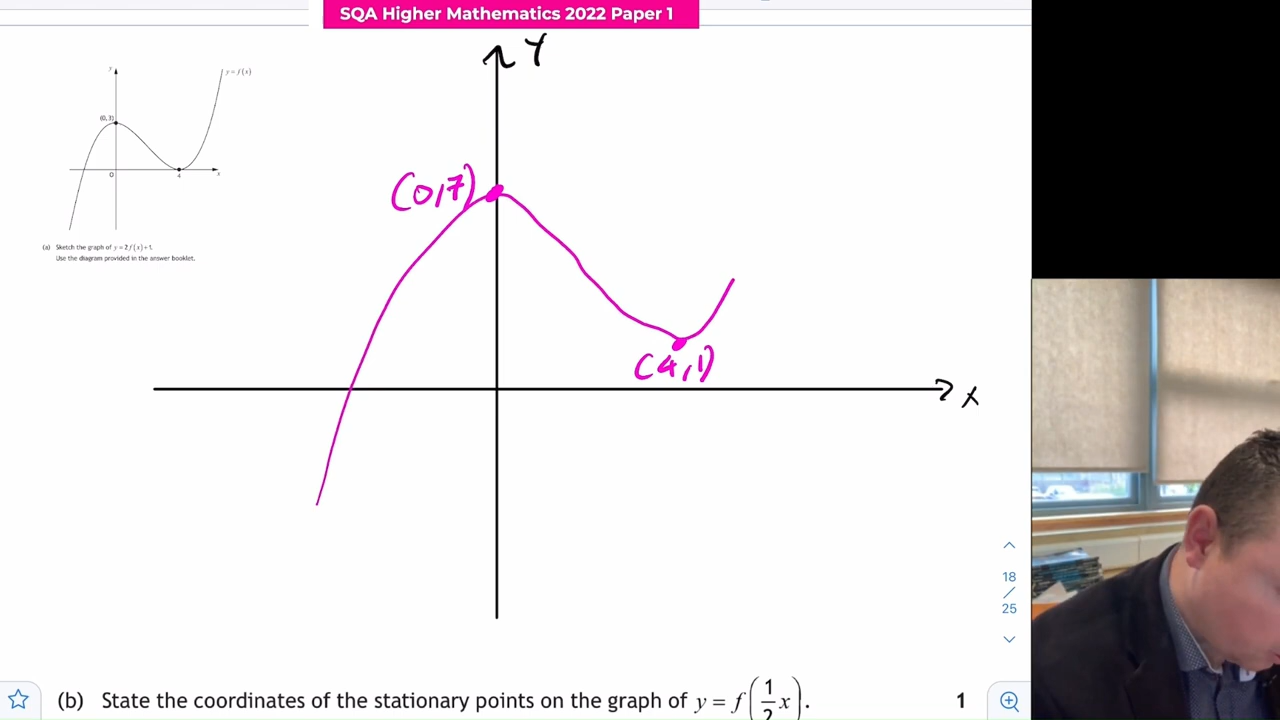 SQA Higher Mathematics 2022 Paper 1
Y
y
y = f(x)
(0, 3)
O
4
x
(0,7)
(4,1)
X
(a) Sketch the graph of y = 2f(x)+1.
Use the diagram provided in the answer booklet.
18
/
25
(b) State the coordinates of the stationary points on the graph of y = f(1/2 x). 1